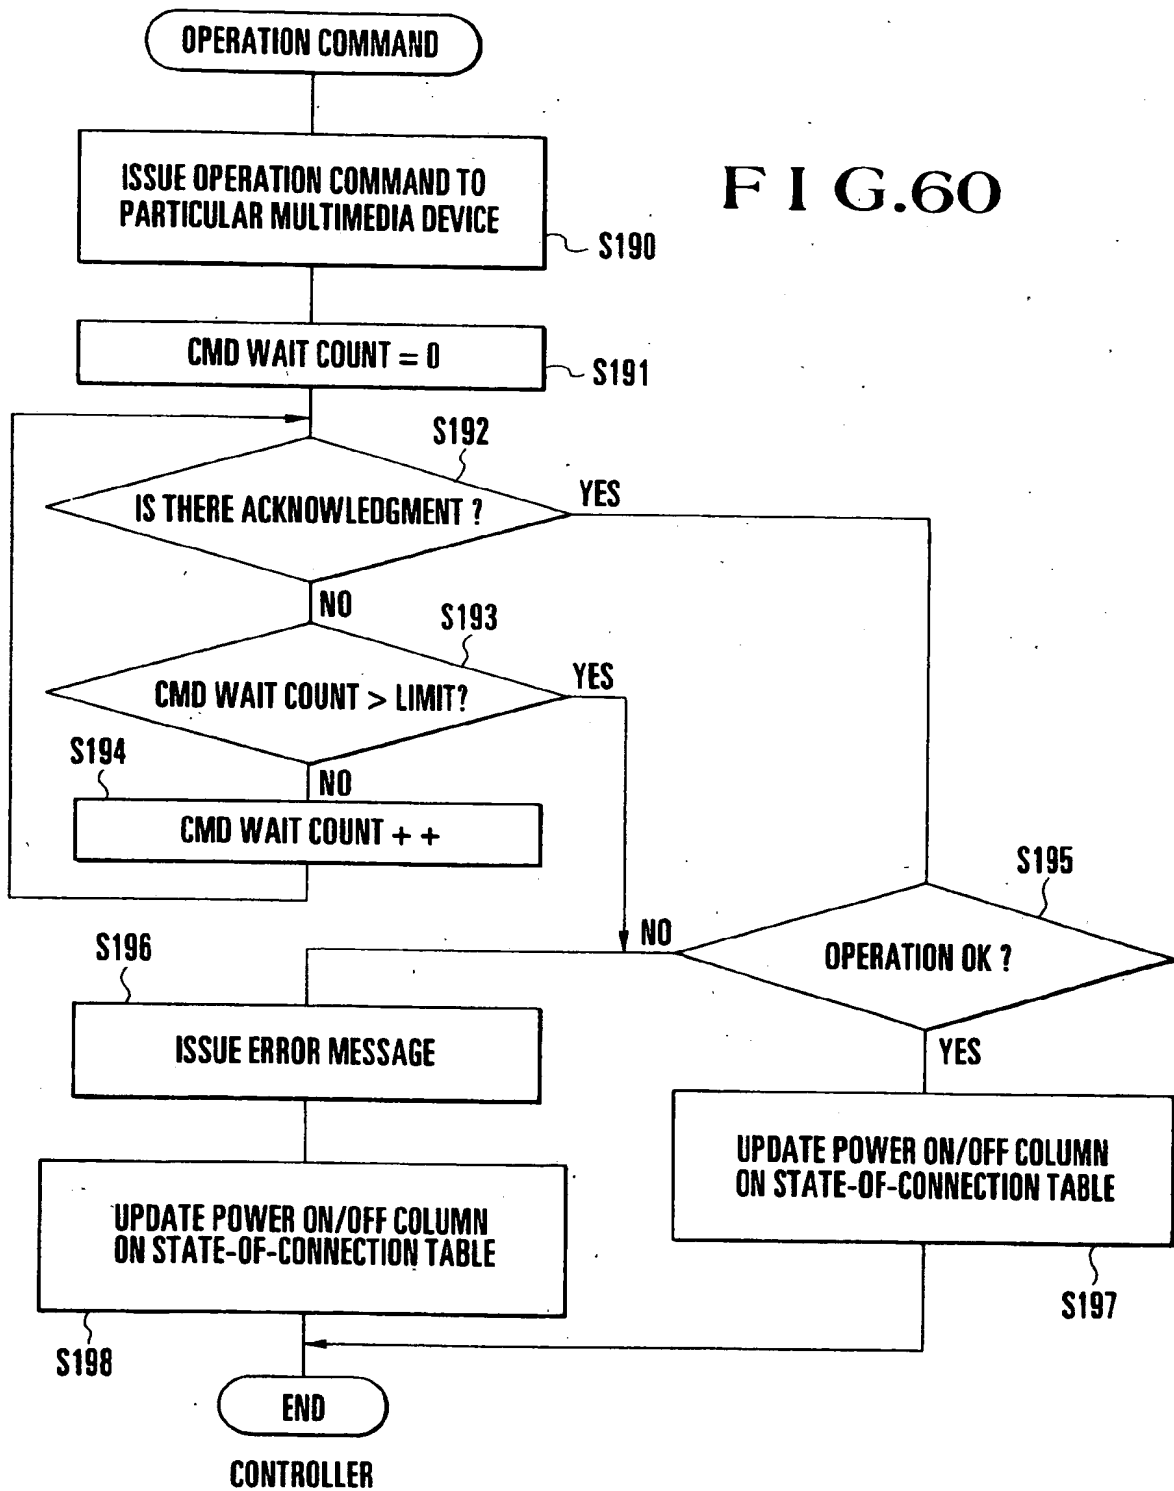 OPERATION COMMAND
FIG.60
ISSUE OPERATION COMMAND TO
PARTICULAR MULTIMEDIA DEVICE
S190
CMD WAIT COUNT = 0
S191
S192
IS THERE ACKNOWLEDGMENT ?
YES
NO
S193
CMD WAIT COUNT > LIMIT?
YES
S194
NO
CMD WAIT COUNT + +
S195
NO
OPERATION OK ?
S196
ISSUE ERROR MESSAGE
YES
UPDATE POWER ON/OFF COLUMN
ON STATE-OF-CONNECTION TABLE
S197
UPDATE POWER ON/OFF COLUMN
ON STATE-OF-CONNECTION TABLE
S198
END
CONTROLLER